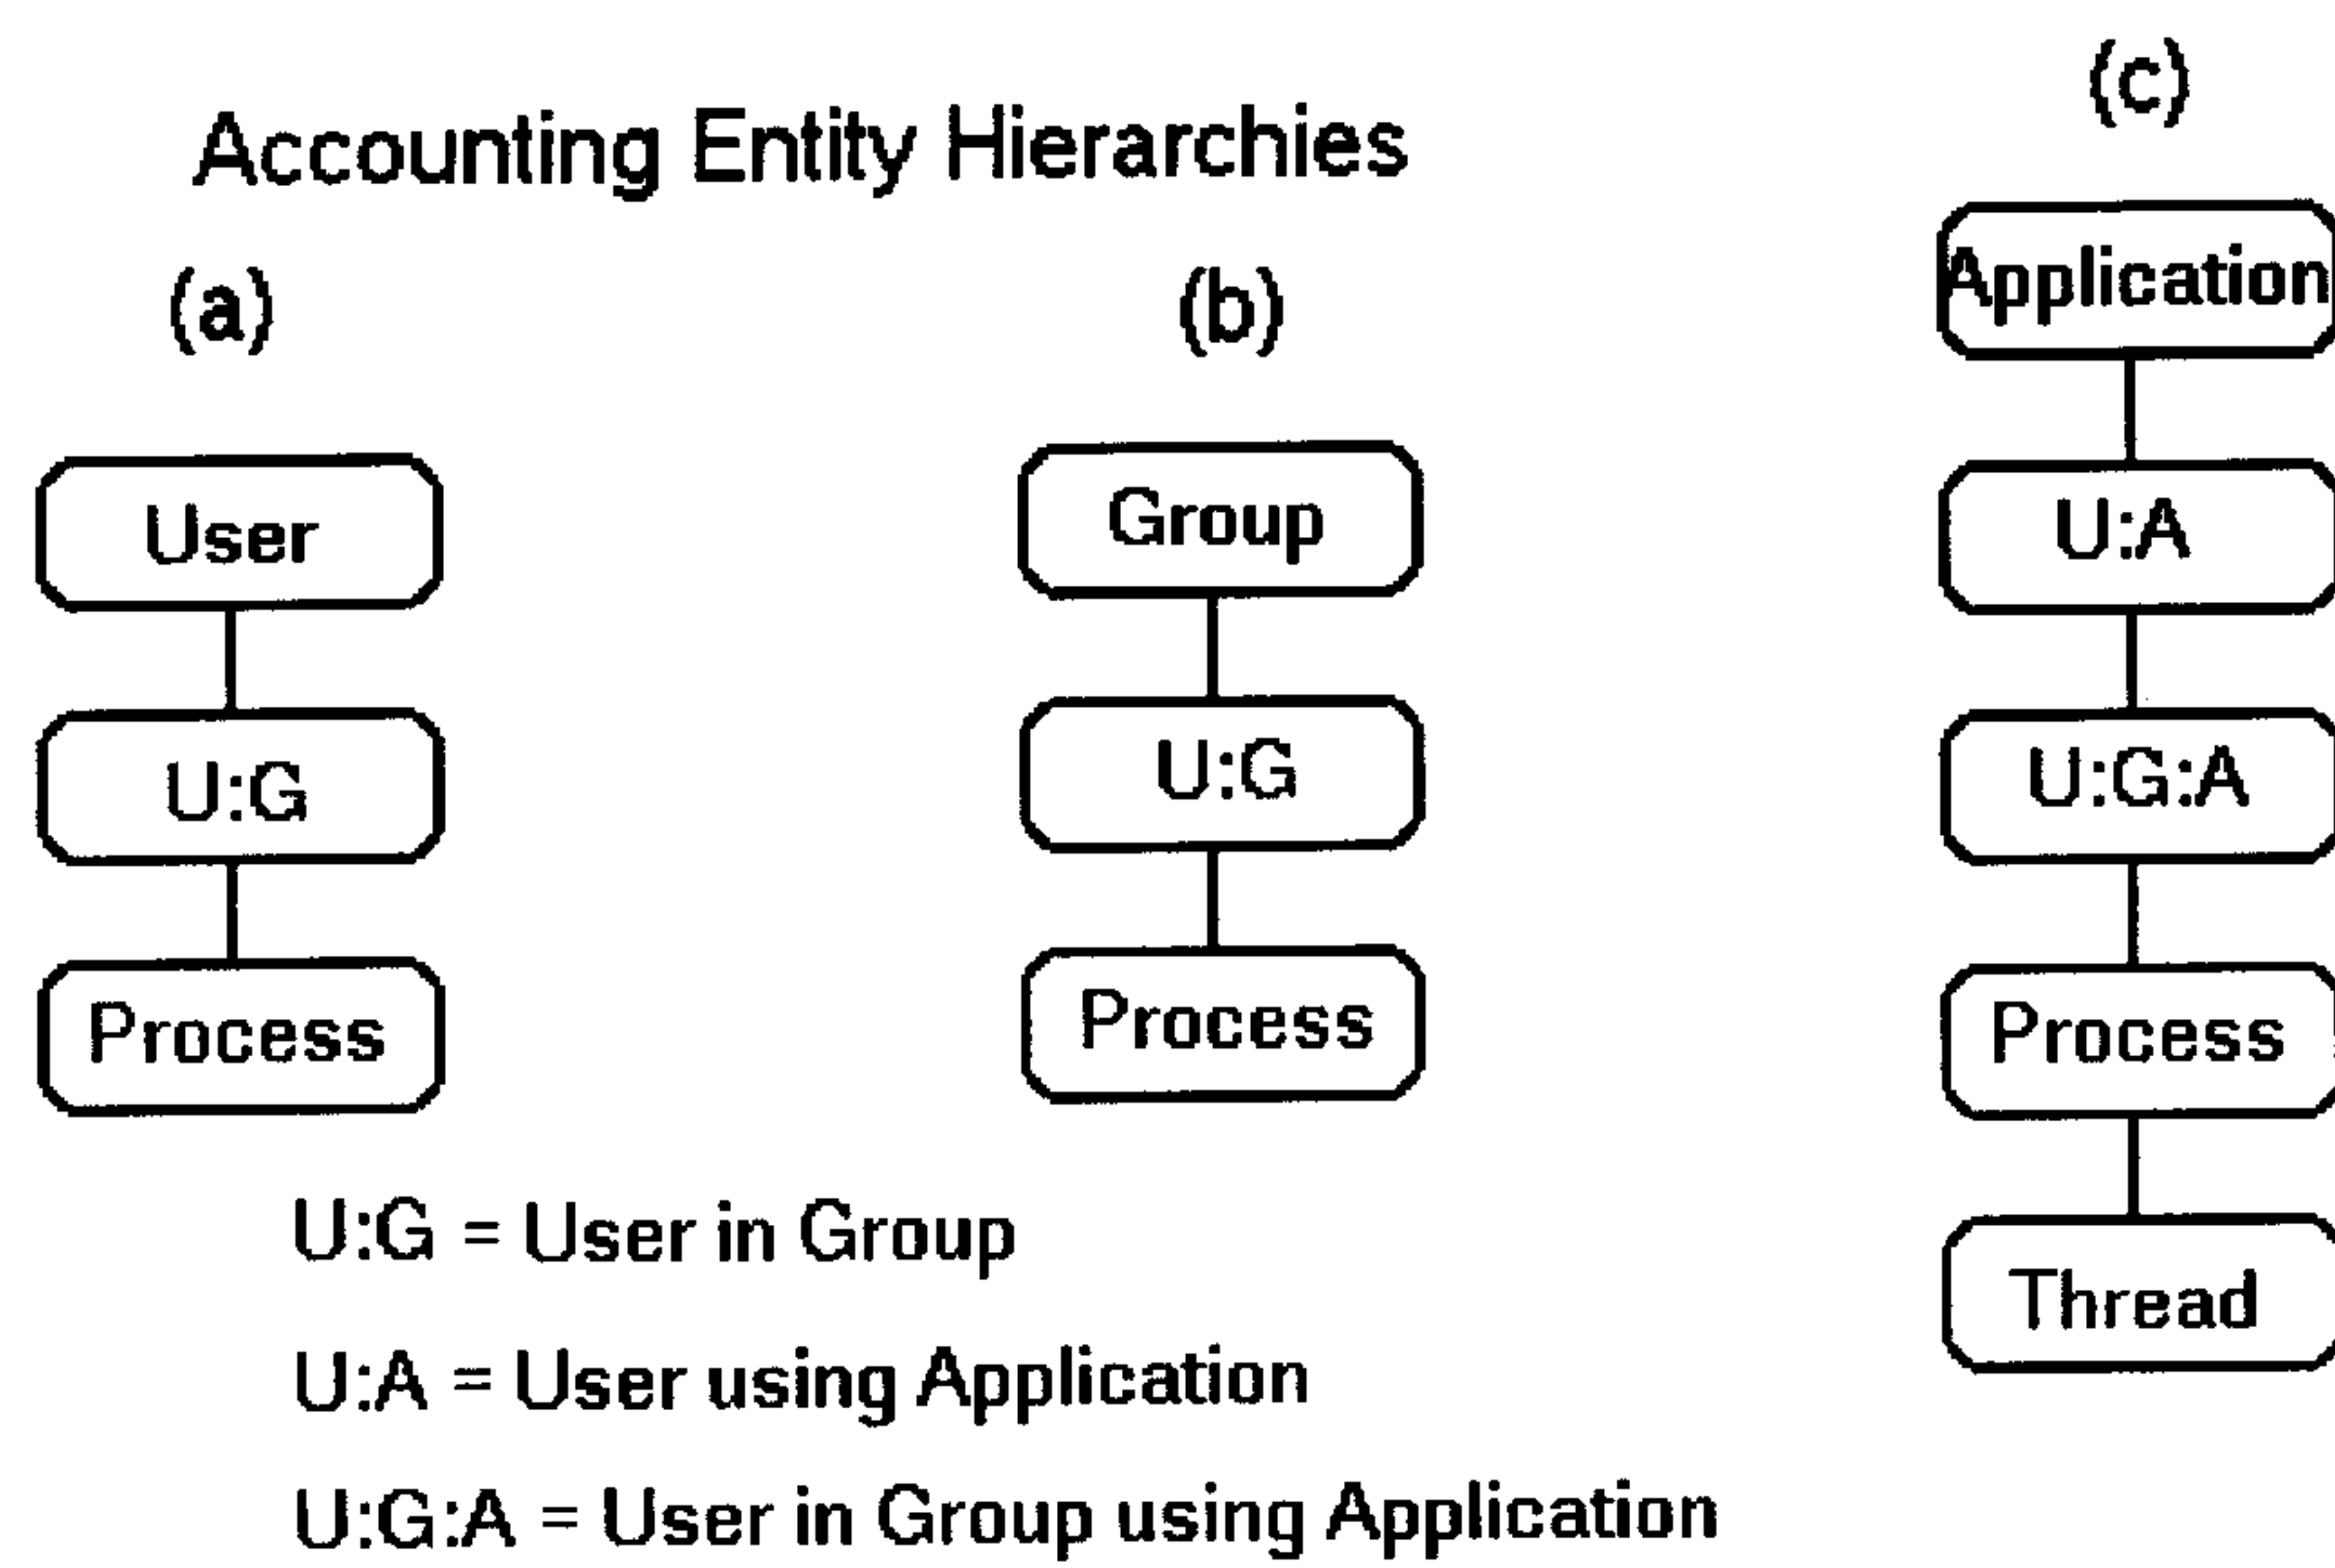 Accounting Entity Hierarchies
(a)
User
U:G
Process
(b)
Group
U:G
Process
(c)
Application
U:A
U:G:A
Process
Thread
U:G = User in Group
U:A = User using Application
U:G:A = User in Group using Application